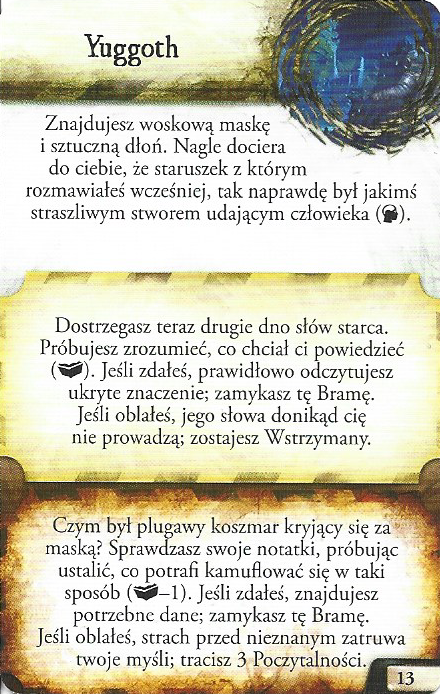 Yuggoth
Znajdujesz woskową maskę
i sztuczną dłoń. Nagle dociera
do ciebie, że staruszek z którym
rozmawiałeś wcześniej, tak naprawdę był jakimś
straszliwym stworem udającym człowieka ( ).
Dostrzegasz teraz drugie dno słów starca.
Próbujesz zrozumieć, co chciał ci powiedzieć
( ). Jeśli zdałeś, prawidłowo odczytujesz
ukryte znaczenie; zamykasz tę Bramę.
Jeśli oblałeś, jego słowa donikąd cię
nie prowadzą; zostajesz Wstrzymany.
Czym był plugawy koszmar kryjący się za
maską? Sprawdzasz swoje notatki, próbując
ustalić, co potrafi kamuflować się w taki
sposób ( –1). Jeśli zdałeś, znajdujesz
potrzebne dane; zamykasz tę Bramę.
Jeśli oblałeś, strach przed nieznanym zatruwa
twoje myśli; tracisz 3 Poczytalności.
13